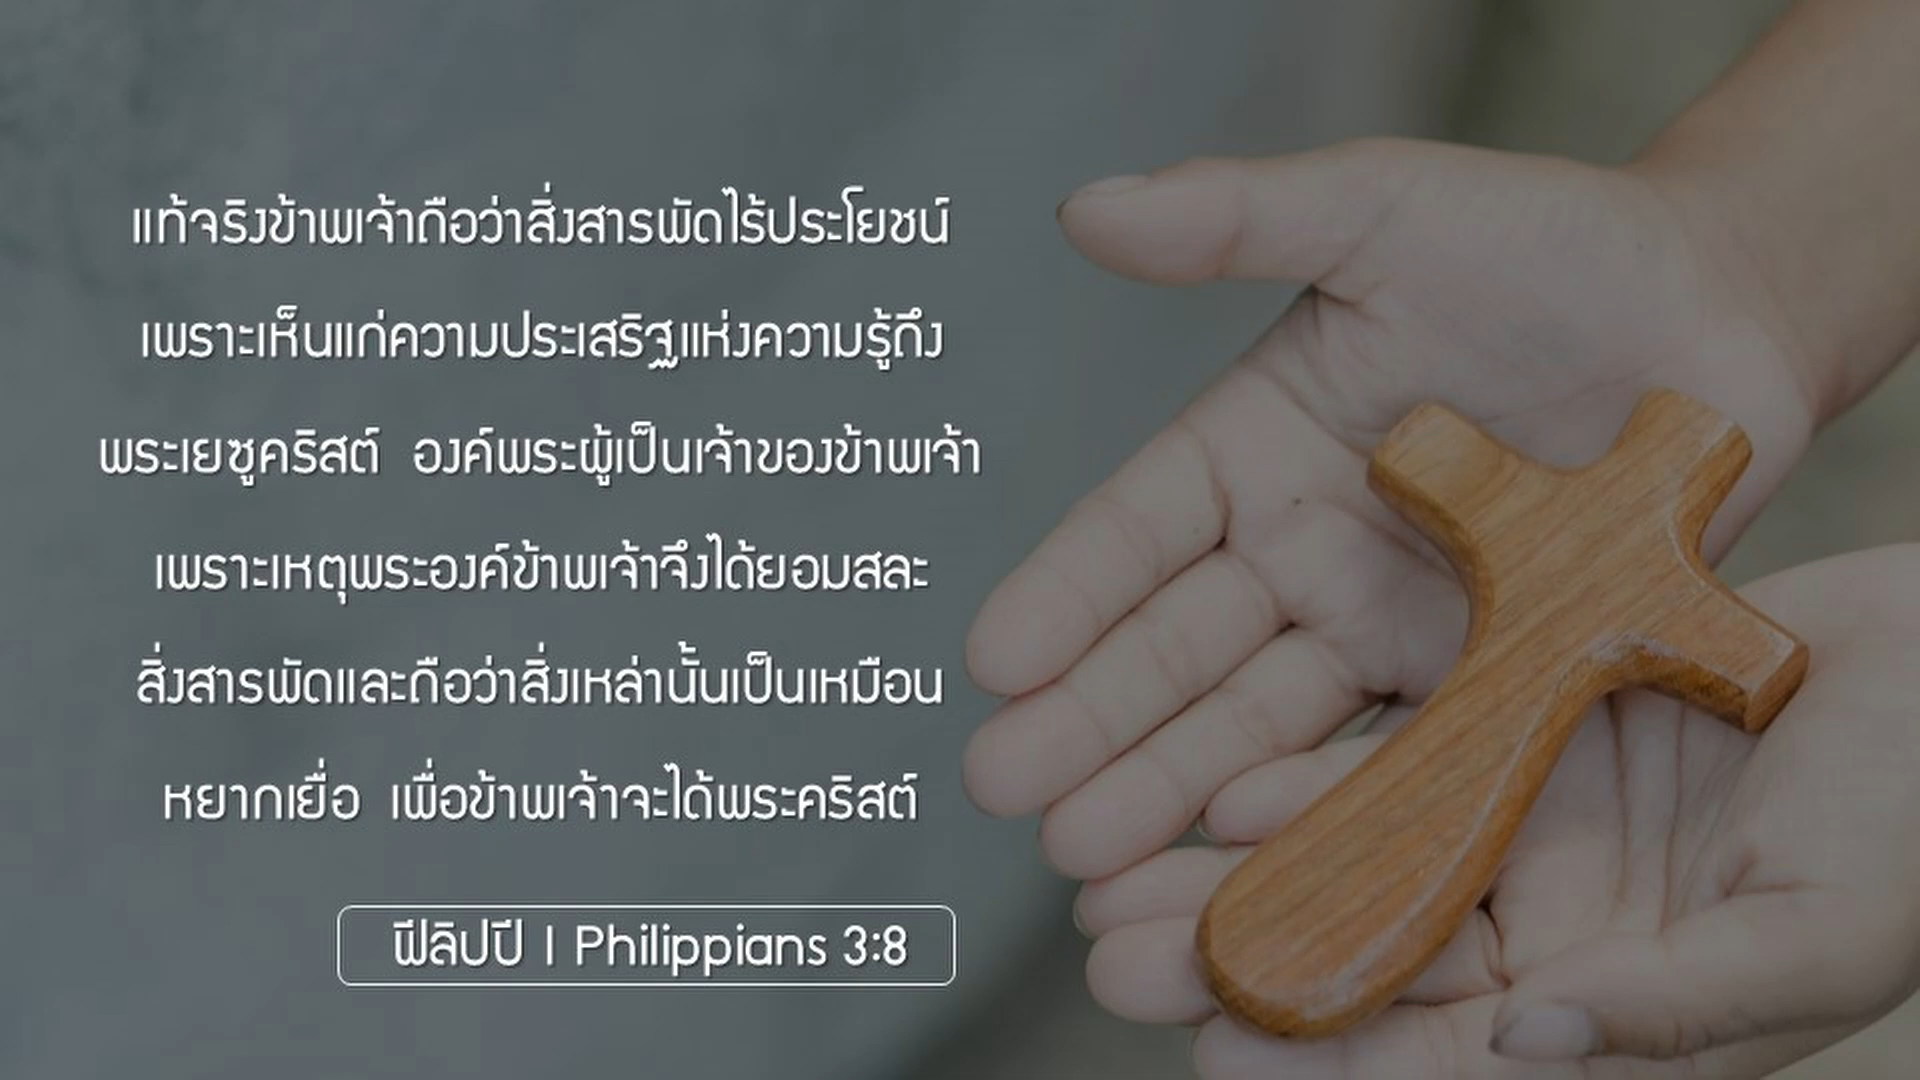 แท้จริงข้าพเจ้าถือว่าสิ่งสารพัดไร้ประโยชน์
เพราะเห็นแก่ความประเสริฐแห่งความรู้ถึง
พระเยซูคริสต์ องค์พระผู้เป็นเจ้าของข้าพเจ้า
เพราะเหตุพระองค์ข้าพเจ้าจึงได้ยอมสละ
สิ่งสารพัดและถือว่าสิ่งเหล่านั้นเป็นเหมือน
หยากเยื่อ เพื่อข้าพเจ้าจะได้พระคริสต์
ฟีลิปปี | Philippians 3:8